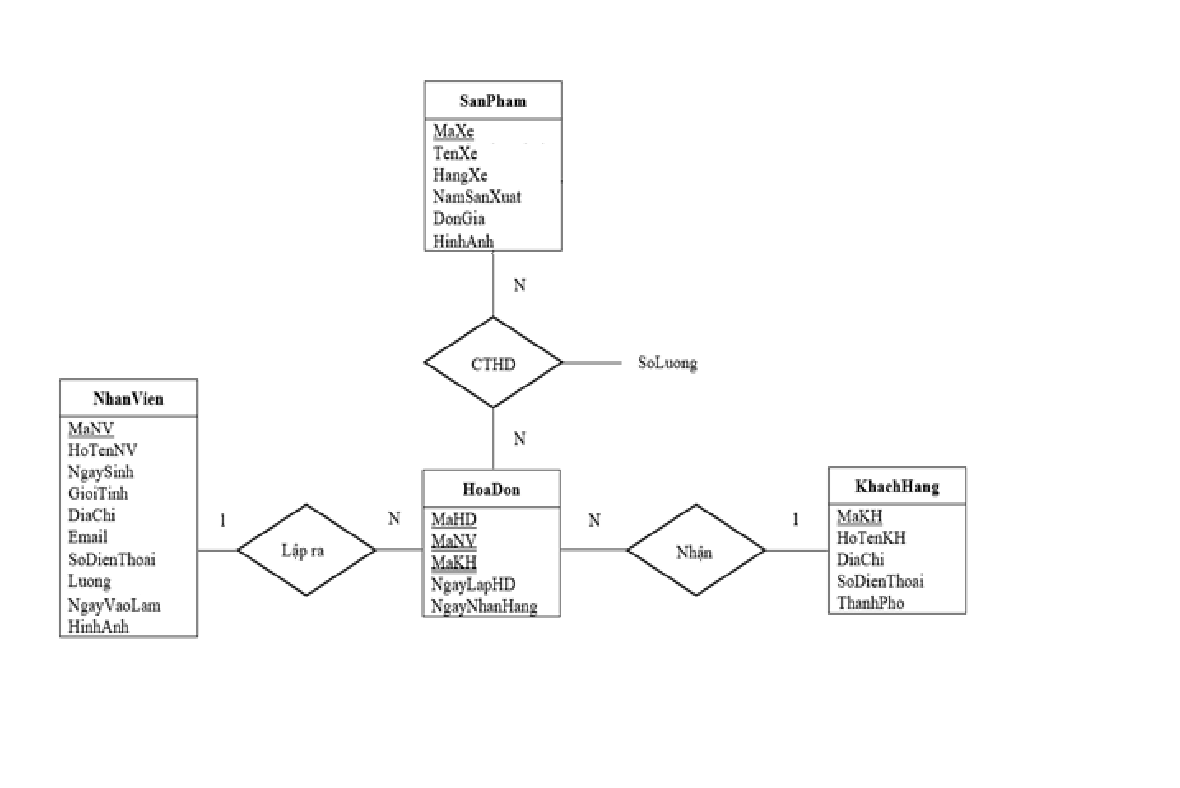 SanPham
MaXe
TenXe
HangXe
NamSanXuat
DonGia
HinhAnh
N
CTHD
SoLuong
N
NhanVien
MaNV
HoTenNV
NgaySinh
GioiTinh
DiaChi
Email
SoDienThoai
Luong
NgayVaoLam
HinhAnh
1
Lập ra
N
HoaDon
MaHD
MaNV
MaKH
NgayLapHD
NgayNhanHang
N
Nhận
1
KhachHang
MaKH
HoTenKH
DiaChi
SoDienThoai
ThanhPho